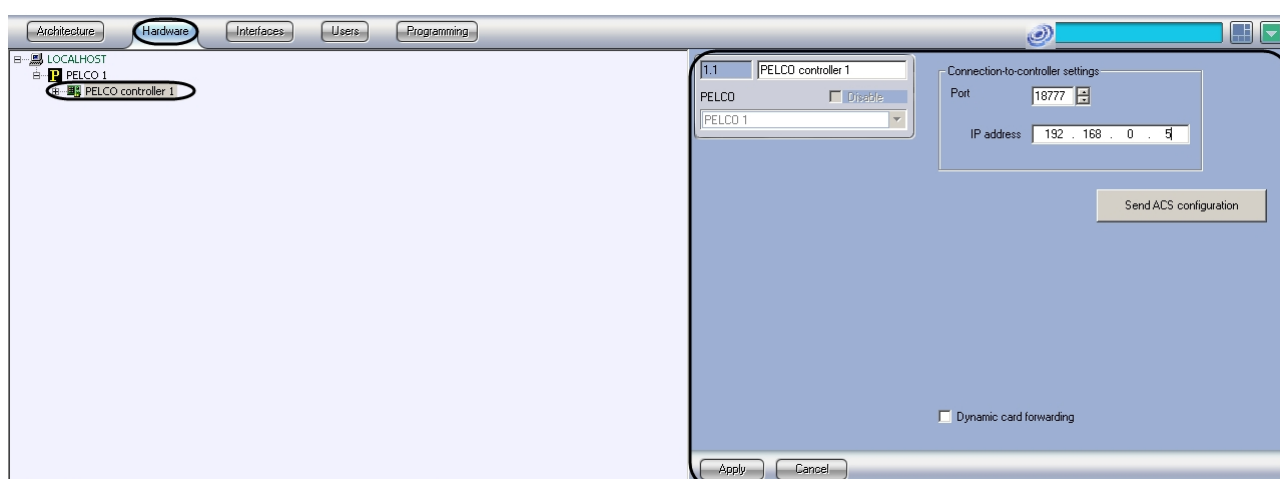 Architecture Hardware Interfaces Users Programming
LOCALHOST
P PELCO 1
PELCO controller 1
1.1 PELCO controller 1
PELCO Disable
PELCO 1
Connection-to-controller settings
Port 18777
IP address 192 . 168 . 0 . 5
Send ACS configuration
Dynamic card forwarding
Apply Cancel